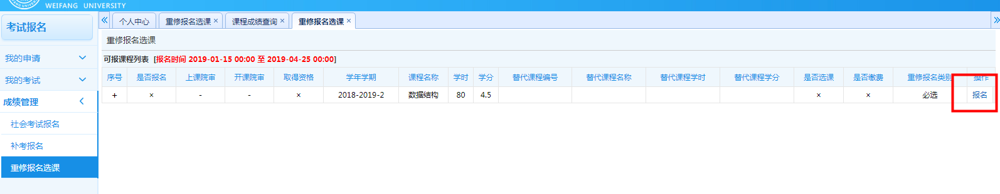 WEIFANG UNIVERSITY
考试报名
我的申请
我的考试
成绩管理
社会考试报名
补考报名
重修报名选课
个人中心 重修报名选课 × 课程成绩查询 × 重修报名选课 ×
重修报名选课
可报课程列表 [报名时间 2019-01-15 00:00 至 2019-04-25 00:00]
序号 是否报名 上课院审 开课院审 取得资格 学年学期 课程名称 学时 学分 替代课程编号 替代课程名称 替代课程学时 替代课程学分 是否选课 是否缴费 重修报名类别 操作
+ × - - × 2018-2019-2 数据结构 80 4.5 × × 必选 报名